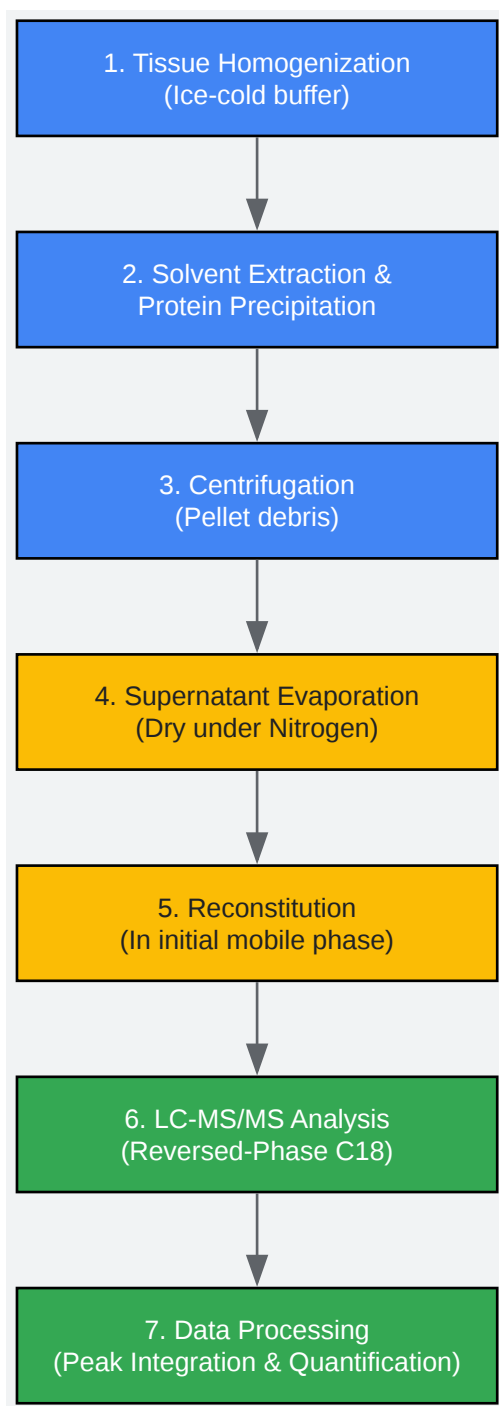 1. Tissue Homogenization
(Ice-cold buffer)
2. Solvent Extraction &
Protein Precipitation
3. Centrifugation
(Pellet debris)
4. Supernatant Evaporation
(Dry under Nitrogen)
5. Reconstitution
(In initial mobile phase)
6. LC-MS/MS Analysis
(Reversed-Phase C18)
7. Data Processing
(Peak Integration & Quantification)